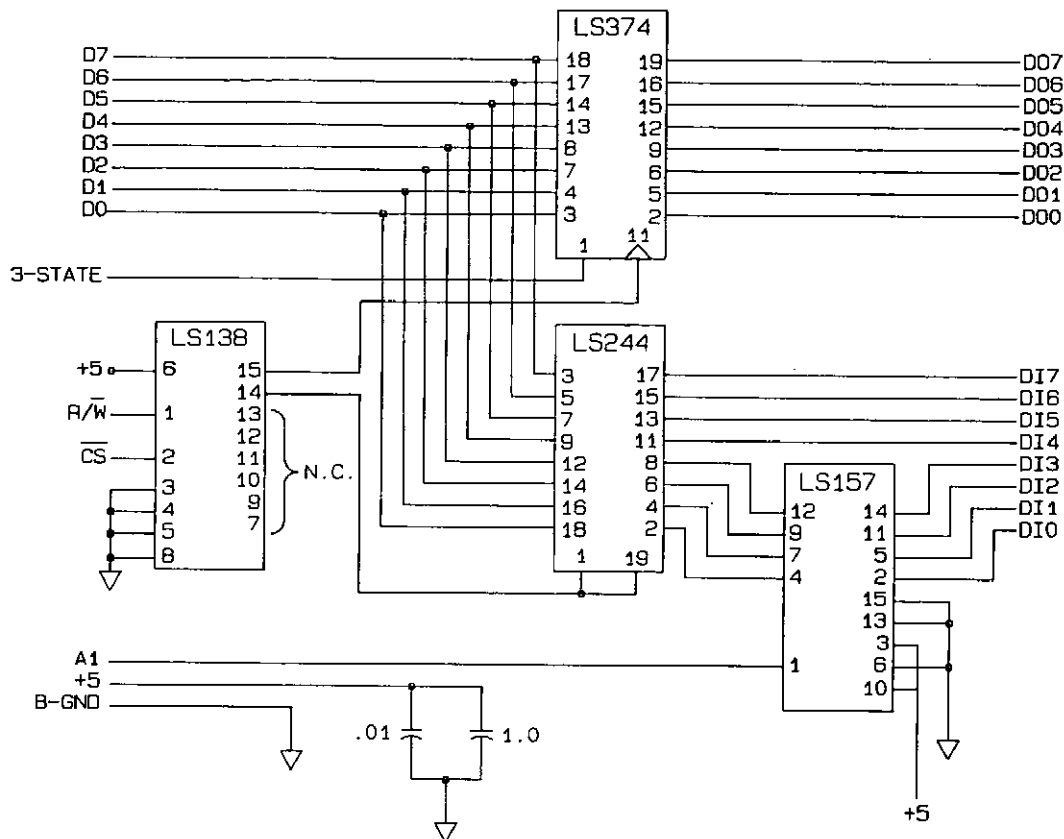 LS374
D7
D6
D5
D4
D3
D2
D1
D0
18
17
14
13
8
7
4
3
19
16
15
12
9
6
5
2
1
11
DO7
DO6
DO5
DO4
DO3
DO2
DO1
DO0
3-STATE
LS138
+5
R/W̅
C̅S̅
6
1
2
3
4
5
8
15
14
13
12
11
10
9
7
N.C.
LS244
3
5
7
9
12
14
16
18
17
15
13
11
8
6
4
2
1
19
DI7
DI6
DI5
DI4
DI3
DI2
DI1
DI0
LS157
12
9
7
4
1
14
11
5
2
15
13
3
6
10
A1
+5
B-GND
.01
1.0
+5